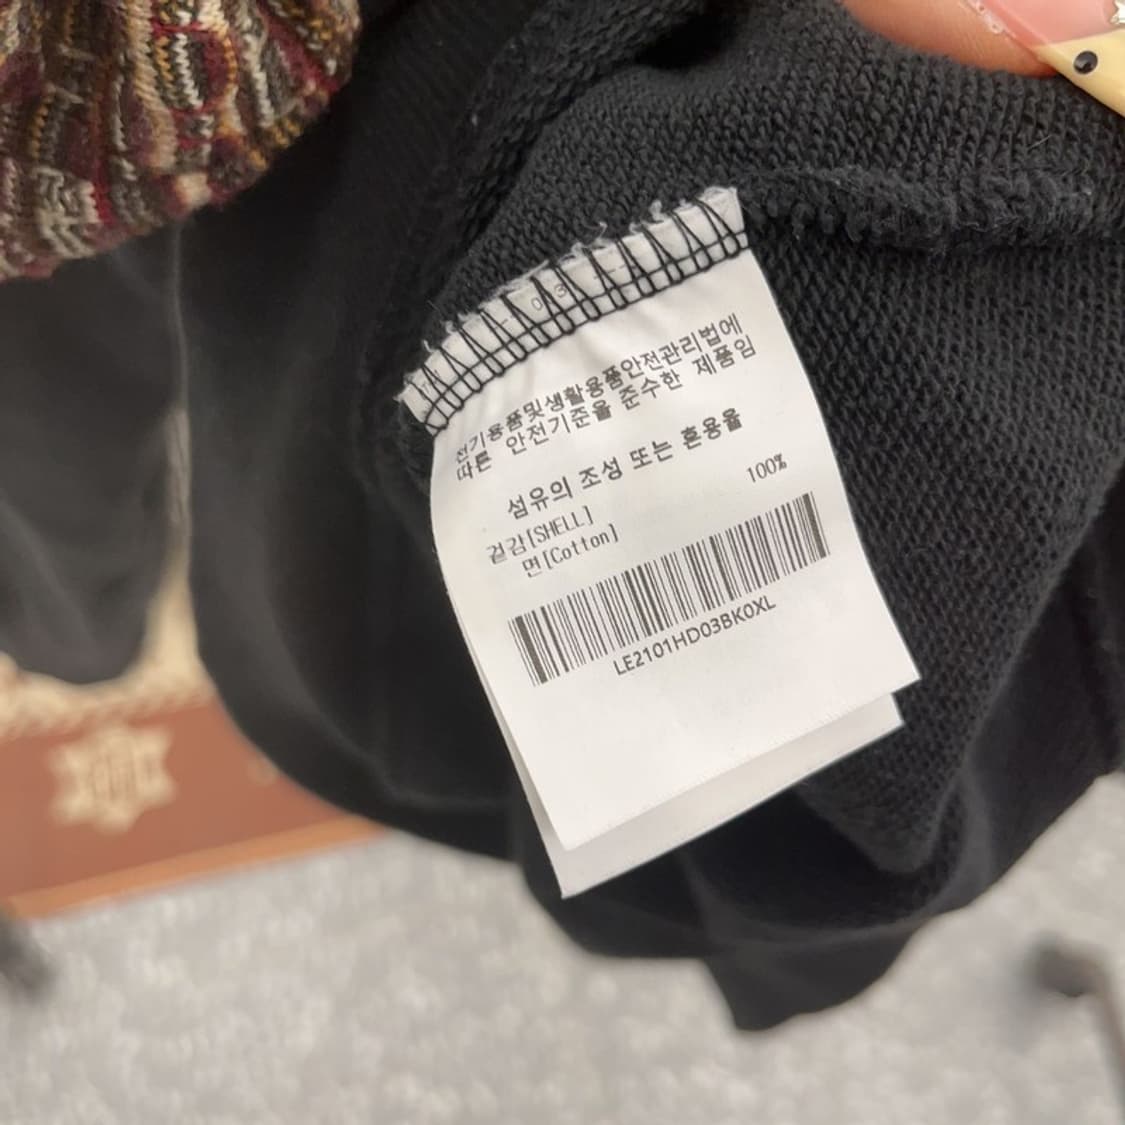 전기용품및생활용품안전관리법에
따른 안전기준을 준수한 제품임
섬유의 조성 또는 혼용율
겉감[SHELL]
면[Cotton] 100%
LE2101HD03BK0XL